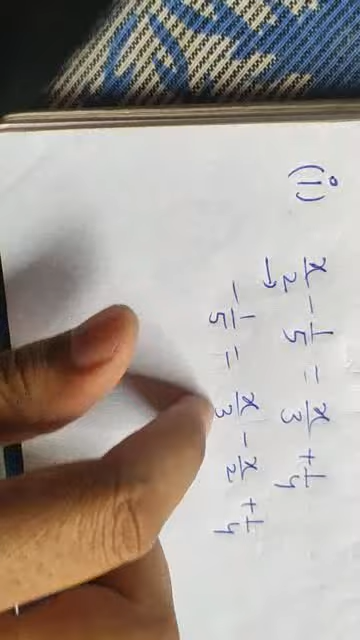 (i) x/2 - 1/5 = x/3 + 1/4
→ - 1/5 = x/3 - x/2 + 1/4